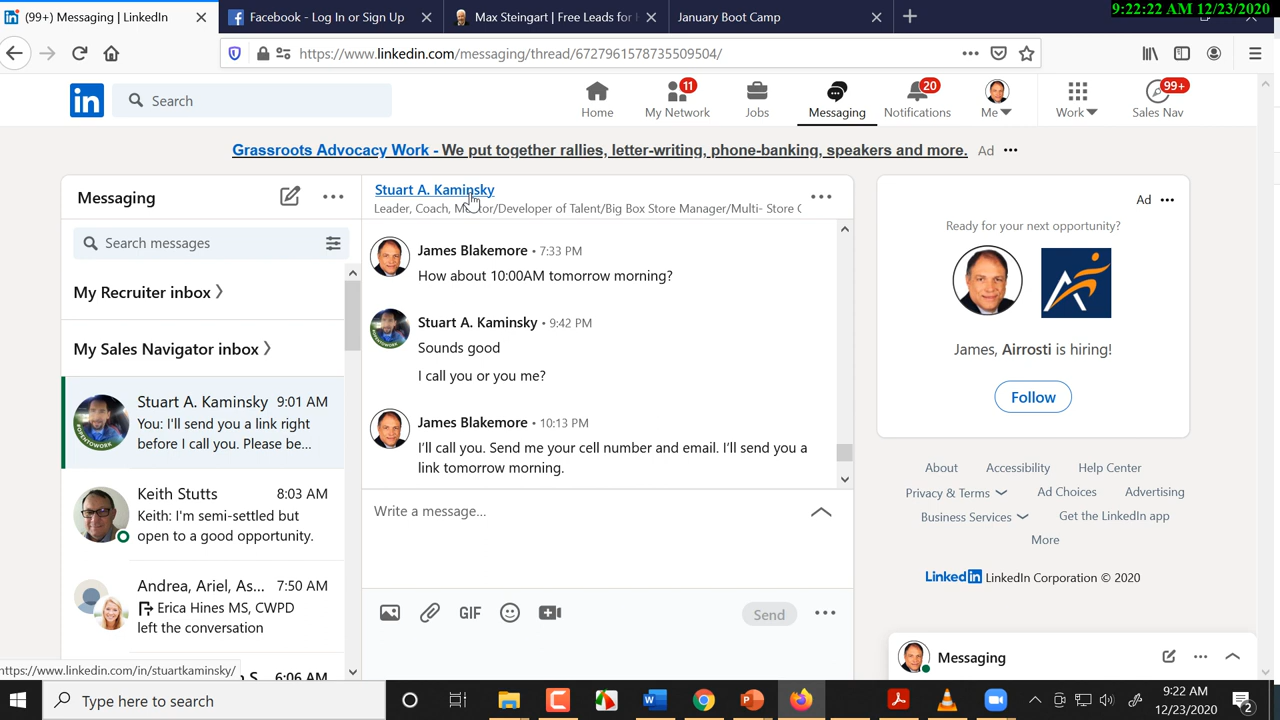 (99+) Messaging | LinkedIn
Facebook - Log In or Sign Up
Max Steingart | Free Leads for
January Boot Camp
9:22:22 AM 12/23/2020
https://www.linkedin.com/messaging/thread/6727961578735509504/
in
Search
Home
11
My Network
Jobs
Messaging
20
Notifications
Me
Work
99+
Sales Nav
Grassroots Advocacy Work - We put together rallies, letter-writing, phone-banking, speakers and more. Ad
Messaging
Search messages
My Recruiter inbox
My Sales Navigator inbox
#OPENTOWORK
Stuart A. Kaminsky 9:01 AM
You: I'll send you a link right
before I call you. Please be...
Keith Stutts 8:03 AM
Keith: I'm semi-settled but
open to a good opportunity.
Andrea, Ariel, As... 7:50 AM
Erica Hines MS, CWPD
left the conversation
S... 6:06 AM
Stuart A. Kaminsky
Leader, Coach, Mentor/Developer of Talent/Big Box Store Manager/Multi- Store
James Blakemore • 7:33 PM
How about 10:00AM tomorrow morning?
Stuart A. Kaminsky • 9:42 PM
Sounds good
I call you or you me?
James Blakemore • 10:13 PM
I'll call you. Send me your cell number and email. I'll send you a
link tomorrow morning.
Write a message...
GIF
Send
Ad
Ready for your next opportunity?
James, Airrosti is hiring!
Follow
About Accessibility Help Center
Privacy & Terms Ad Choices Advertising
Business Services Get the LinkedIn app
More
LinkedIn LinkedIn Corporation © 2020
Messaging
https://www.linkedin.com/in/stuartkaminsky/
Type here to search
9:22 AM
12/23/2020
2